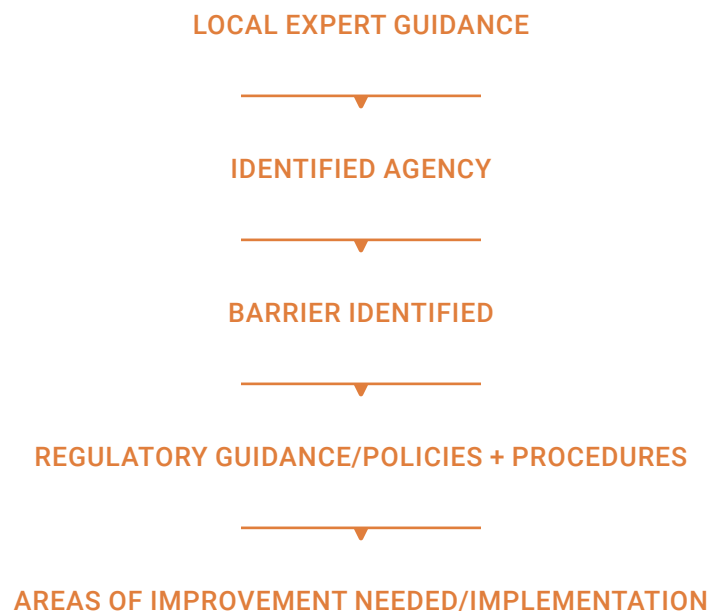 LOCAL EXPERT GUIDANCE
IDENTIFIED AGENCY
BARRIER IDENTIFIED
REGULATORY GUIDANCE/POLICIES + PROCEDURES
AREAS OF IMPROVEMENT NEEDED/IMPLEMENTATION